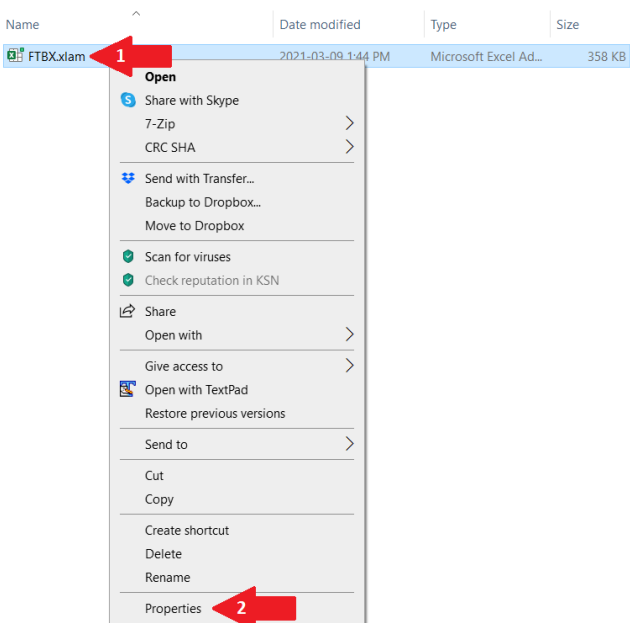 Name Date modified Type Size
FTBX.xlam 1 2021-03-09 1:44 PM Microsoft Excel Ad... 358 KB
Open
S Share with Skype
7-Zip
CRC SHA
Send with Transfer...
Backup to Dropbox...
Move to Dropbox
Scan for viruses
Check reputation in KSN
Share
Open with
Give access to
Open with TextPad
Restore previous versions
Send to
Cut
Copy
Create shortcut
Delete
Rename
Properties 2